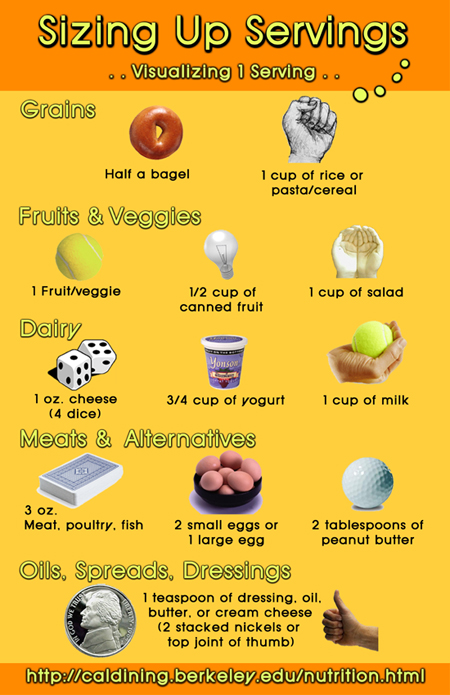 Sizing Up Servings
. . Visualizing 1 Serving . .
Grains
Half a bagel
1 cup of rice or
pasta/cereal
Fruits & Veggies
1 Fruit/veggie
1/2 cup of
canned fruit
1 cup of salad
Dairy
1 oz. cheese
(4 dice)
3/4 cup of yogurt
1 cup of milk
Meats & Alternatives
3 oz.
Meat, poultry, fish
2 small eggs or
1 large egg
2 tablespoons of
peanut butter
Oils, Spreads, Dressings
IN GOD WE TRUST
1 teaspoon of dressing, oil,
butter, or cream cheese
(2 stacked nickels or
top joint of thumb)
http://caldining.berkeley.edu/nutrition.html